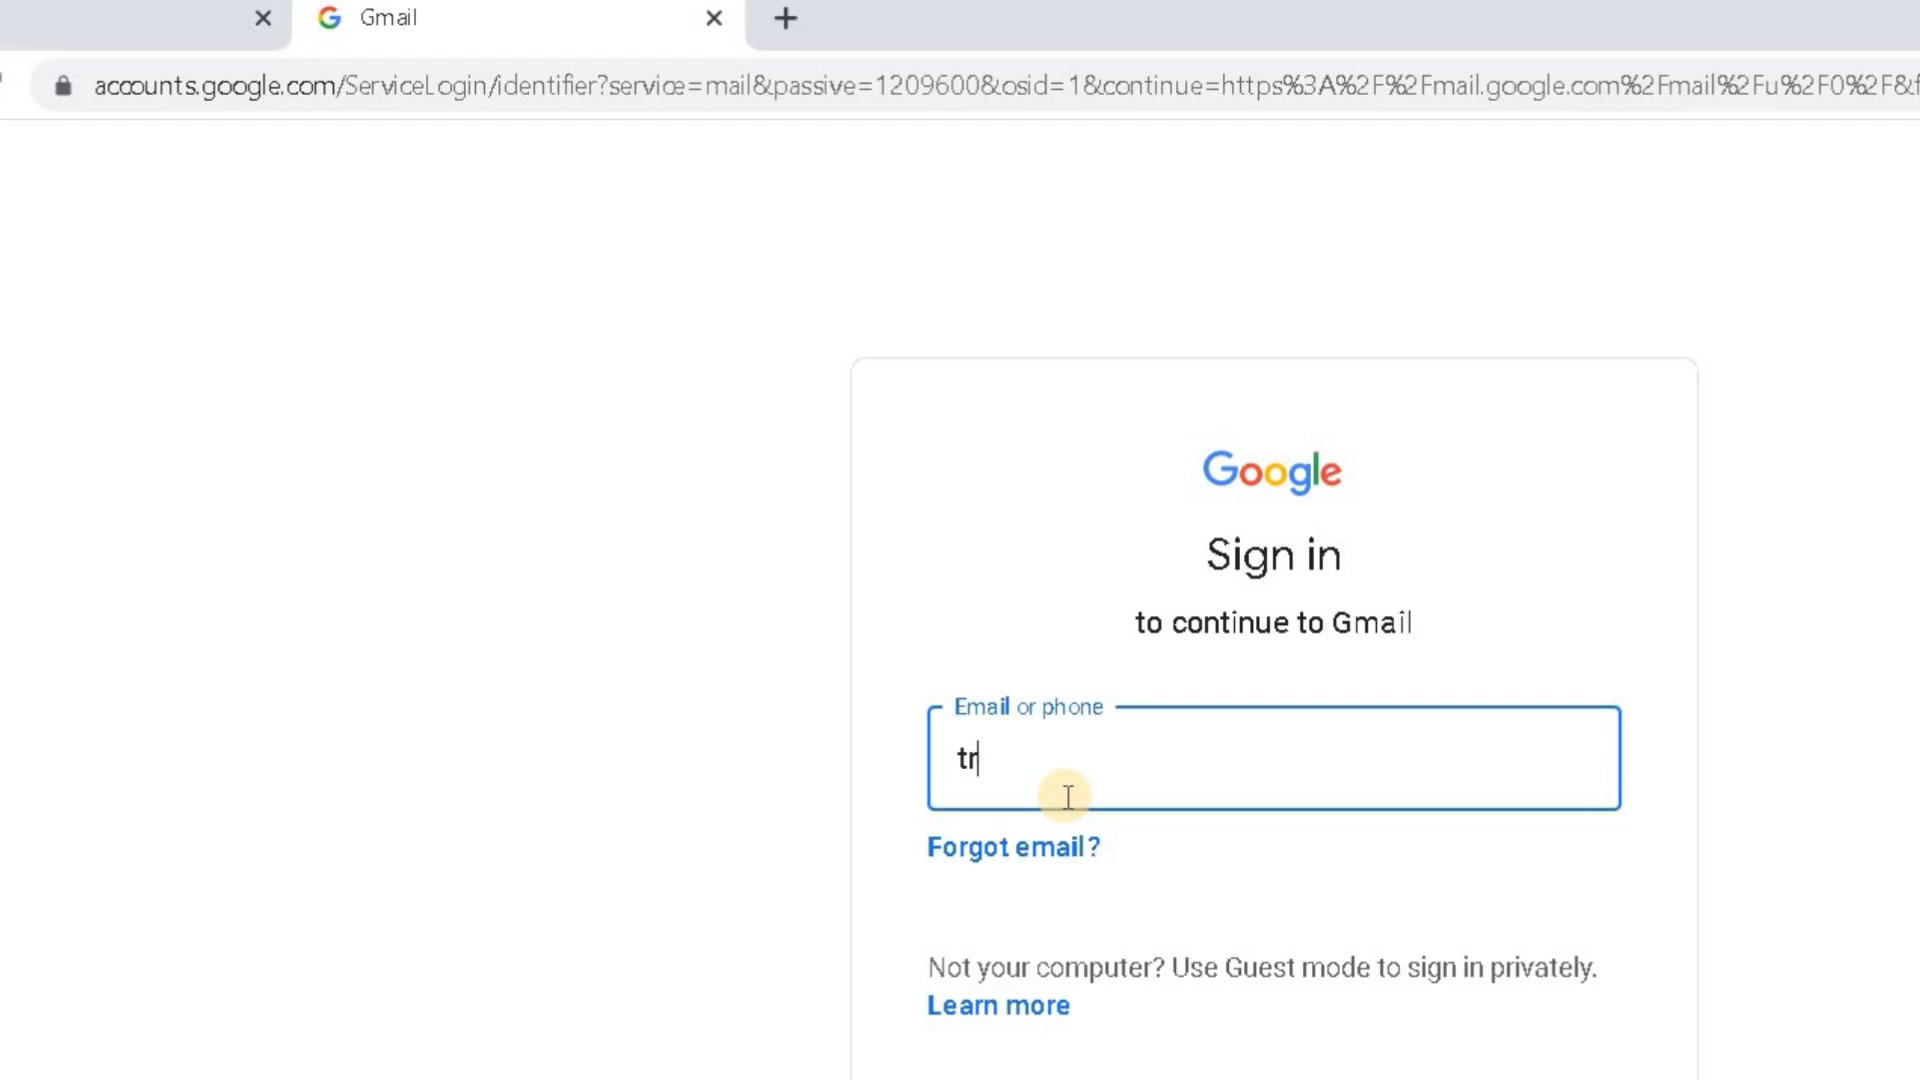 Gmail
accounts.google.com/ServiceLogin/identifier?service=mail&passive=1209600&osid=1&continue=https%3A%2F%2Fmail.google.com%2Fmail%2Fu%2F0%2F&f
Google
Sign in
to continue to Gmail
Email or phone
tr
Forgot email?
Not your computer? Use Guest mode to sign in privately.
Learn more